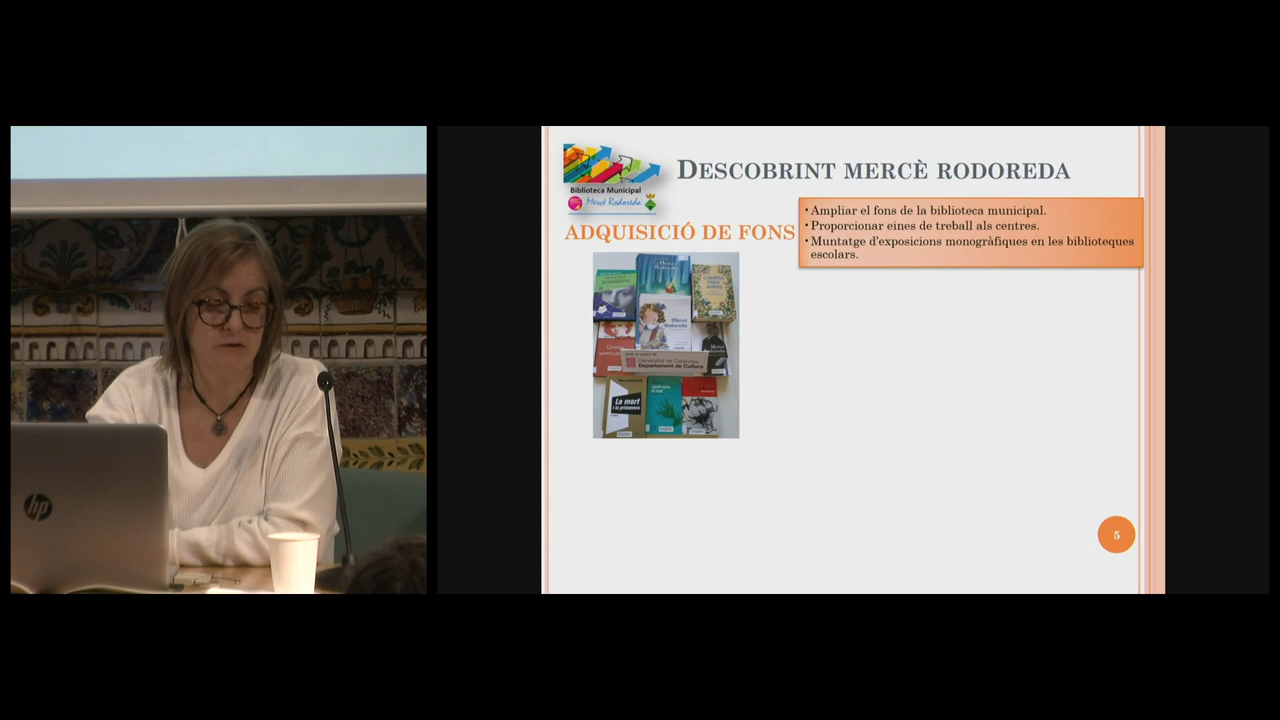 Biblioteca Municipal
Mercè Rodoreda
DESCOBRINT MERCÈ RODOREDA
ADQUISICIÓ DE FONS
• Ampliar el fons de la biblioteca municipal.
• Proporcionar eines de treball als centres.
• Muntatge d'exposicions monogràfiques en les biblioteques
escolars.
Mercè
Rodoreda
Generalitat de Catalunya
Departament de Cultura
La mort
i la primavera
hp
5